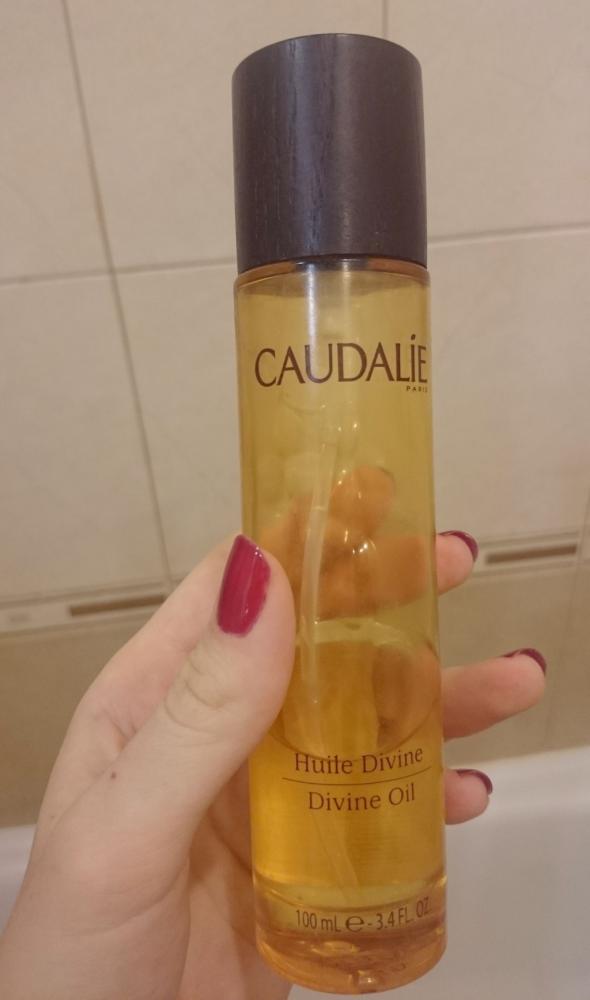 CAUDALIE
PARIS
Huile Divine
Divine Oil
100 mL ℮ - 3.4 FL. OZ.